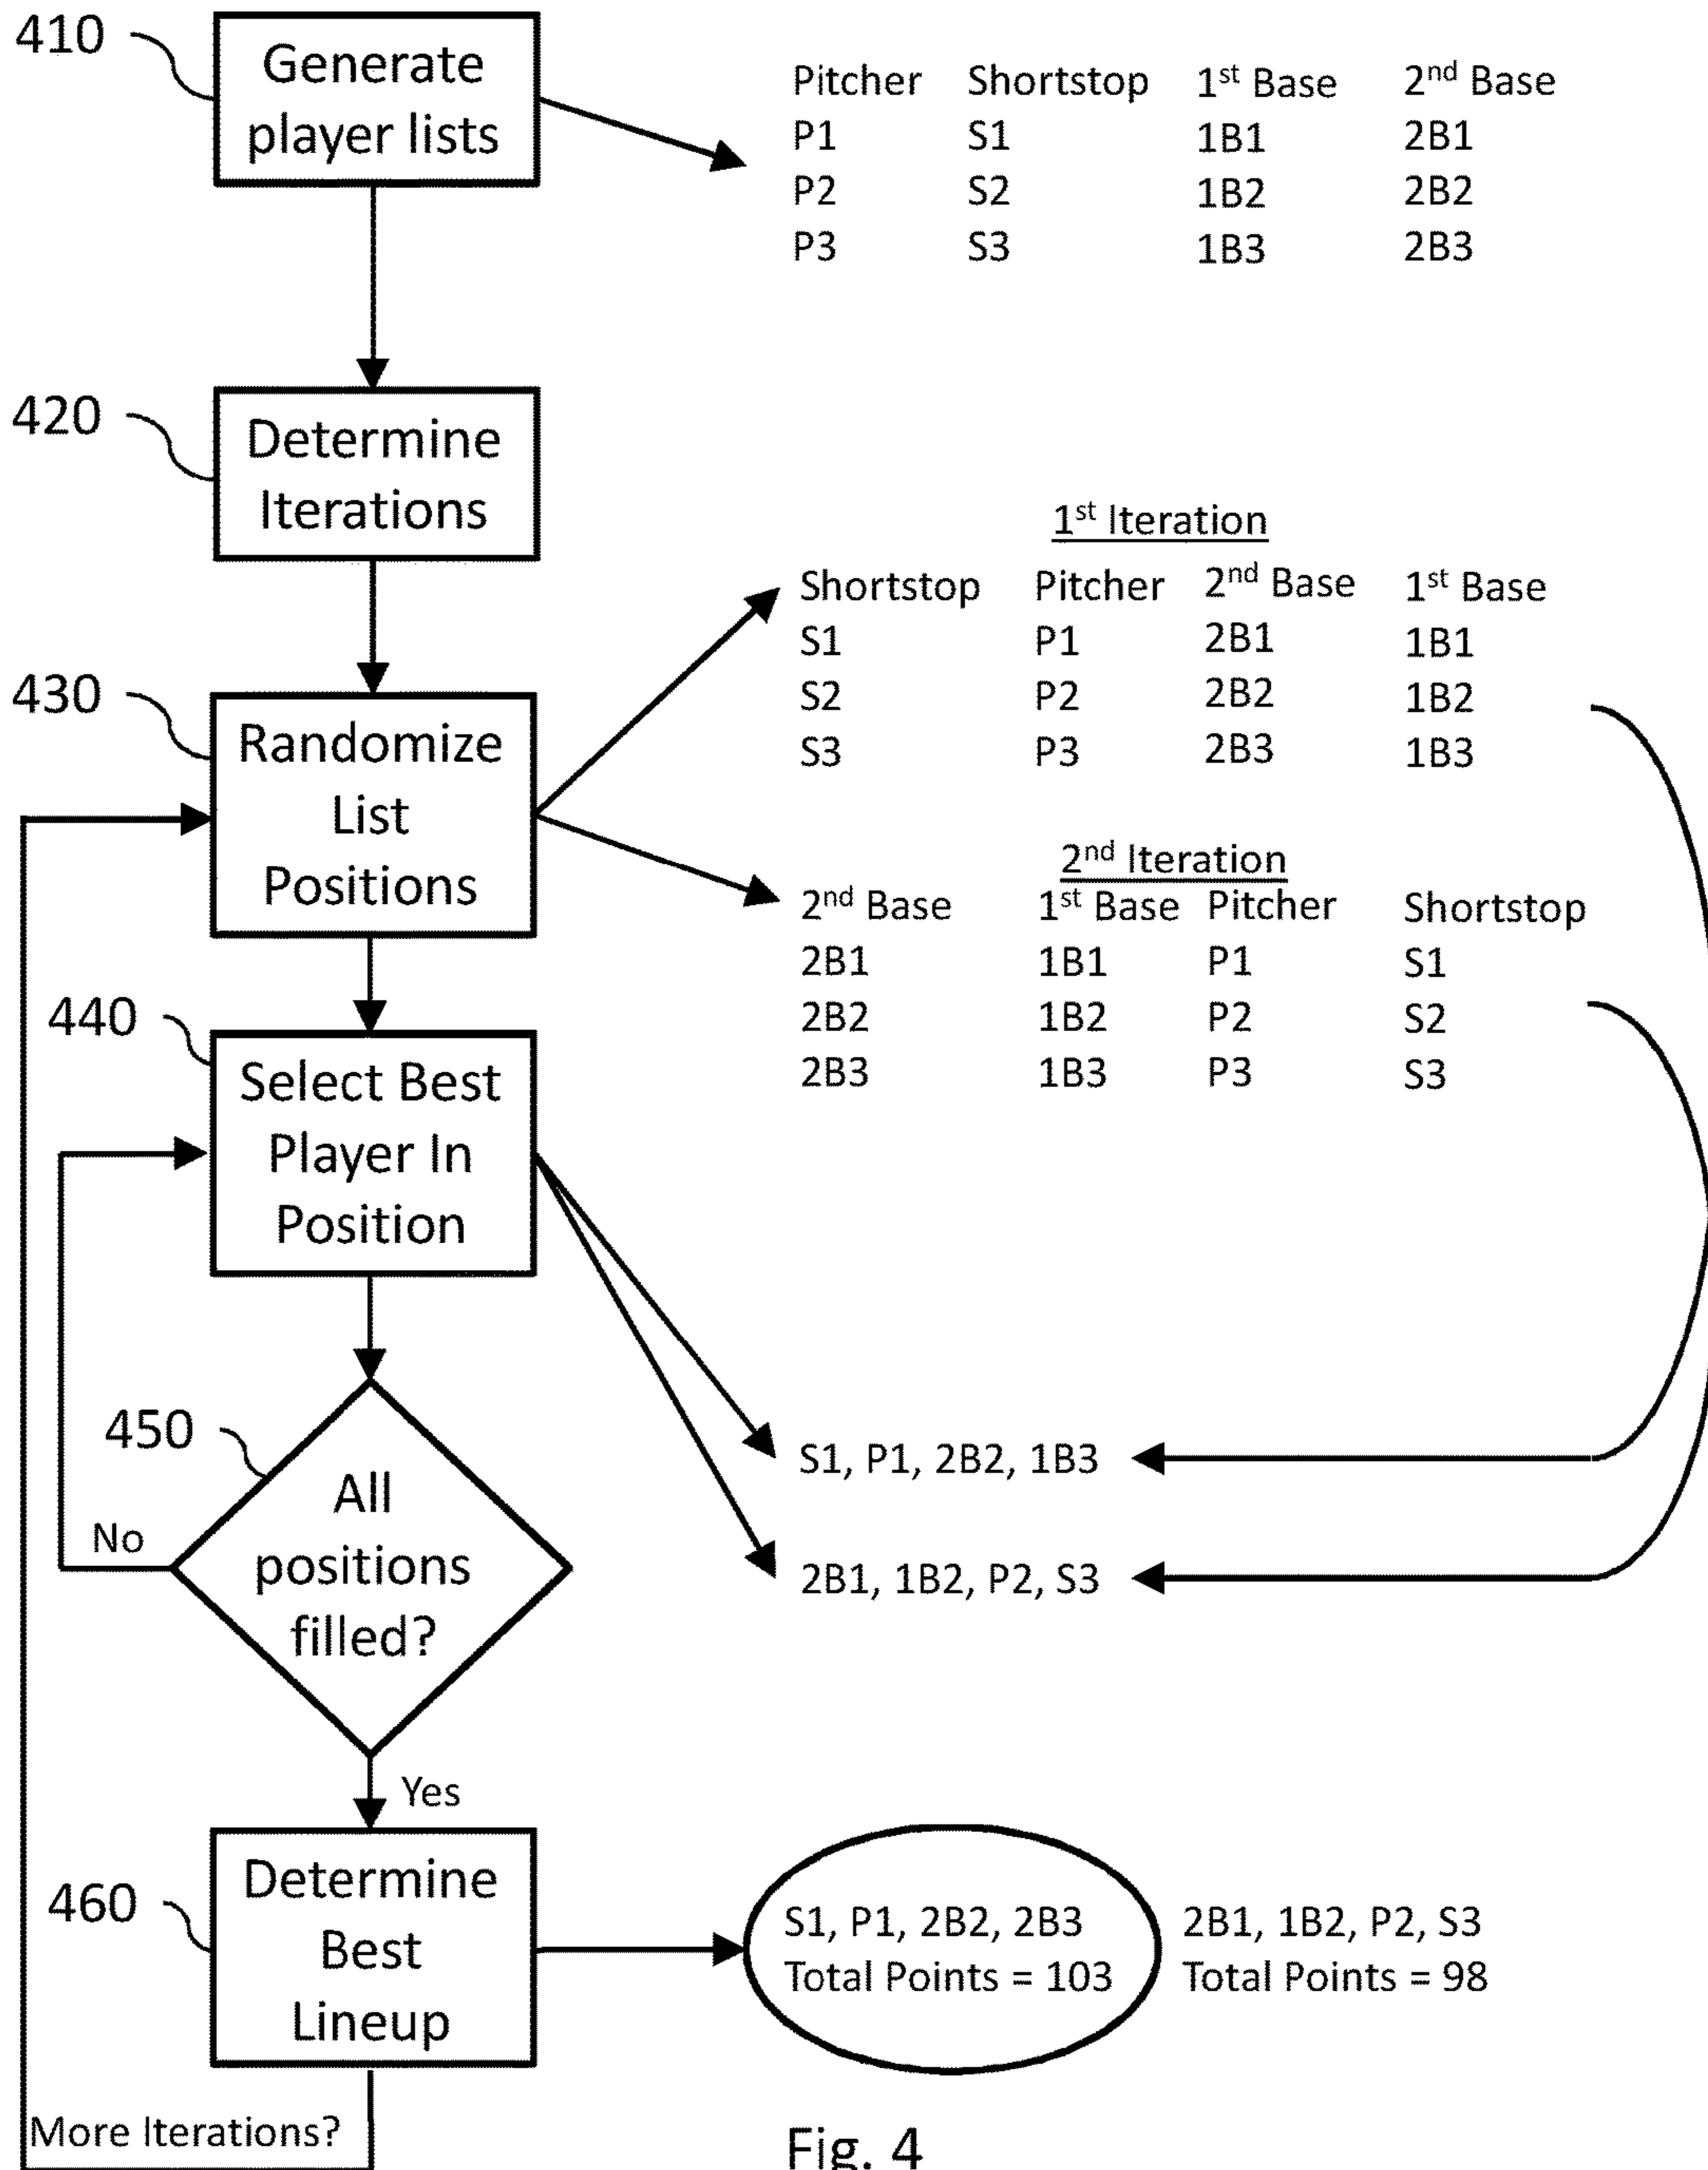 410
Generate
player lists
Pitcher Shortstop 1st Base 2nd Base
P1 S1 1B1 2B1
P2 S2 1B2 2B2
P3 S3 1B3 2B3
420
Determine
Iterations
430
Randomize
List
Positions
1st Iteration
Shortstop Pitcher 2nd Base 1st Base
S1 P1 2B1 1B1
S2 P2 2B2 1B2
S3 P3 2B3 1B3
2nd Iteration
2nd Base 1st Base Pitcher Shortstop
2B1 1B1 P1 S1
2B2 1B2 P2 S2
2B3 1B3 P3 S3
440
Select Best
Player In
Position
S1, P1, 2B2, 1B3
2B1, 1B2, P2, S3
450
All
positions
filled?
No
Yes
460
Determine
Best
Lineup
S1, P1, 2B2, 2B3
Total Points = 103
2B1, 1B2, P2, S3
Total Points = 98
More Iterations?
Fig. 4